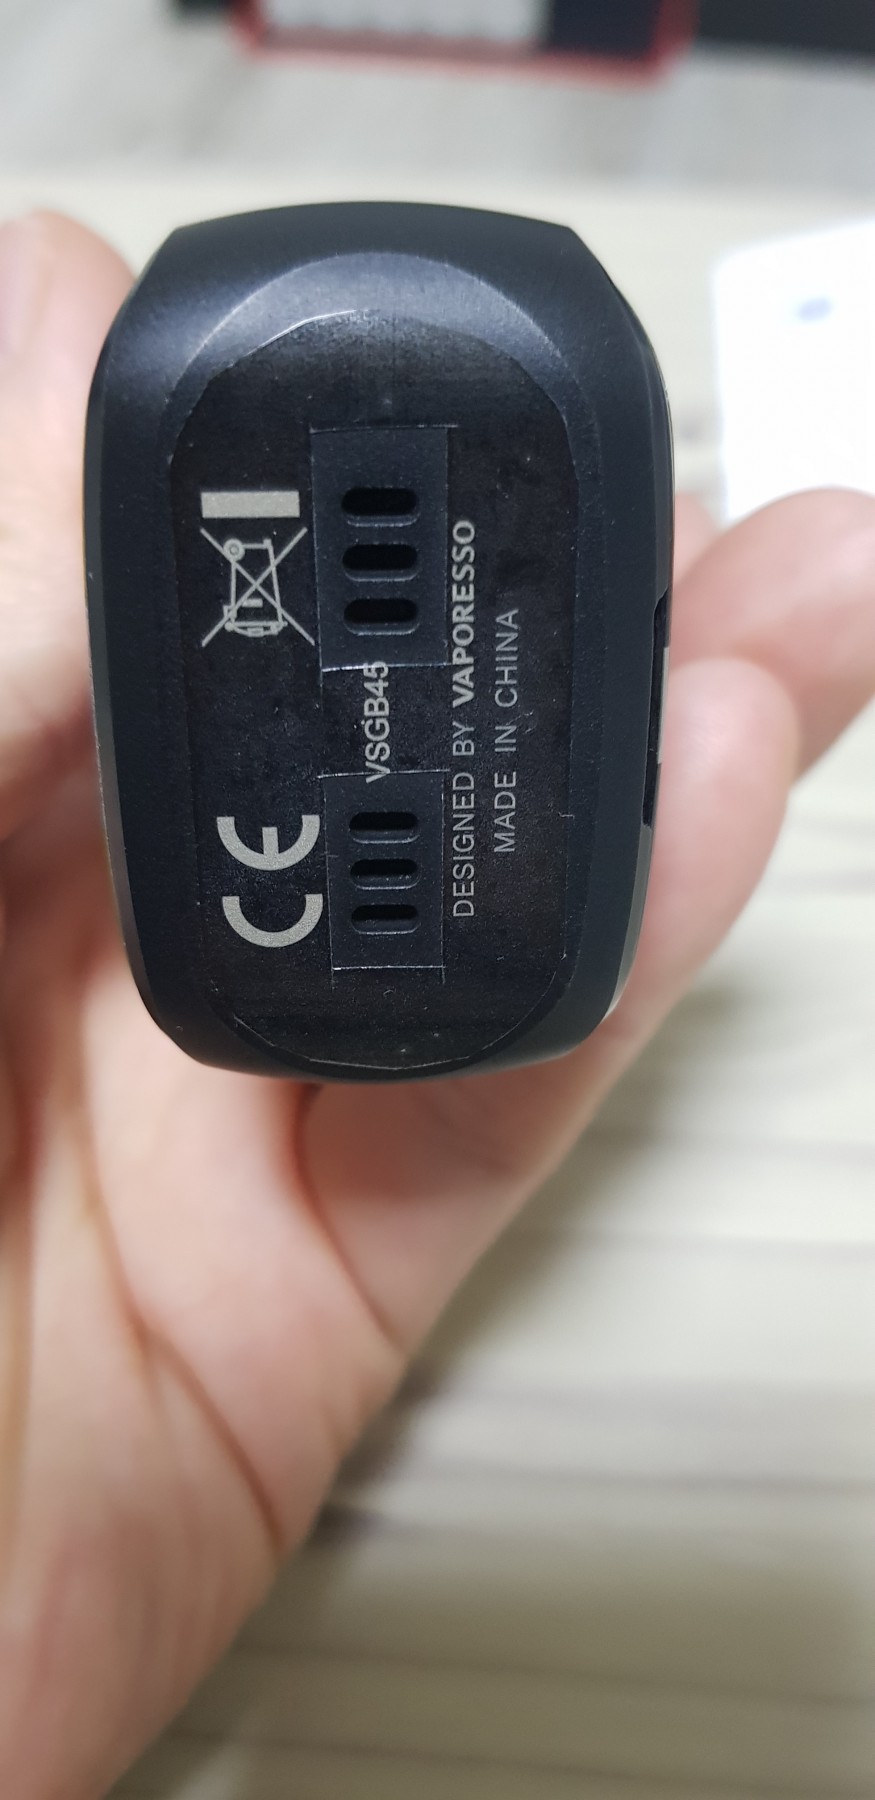 CE
VSGB45
DESIGNED BY VAPORESSO
MADE IN CHINA